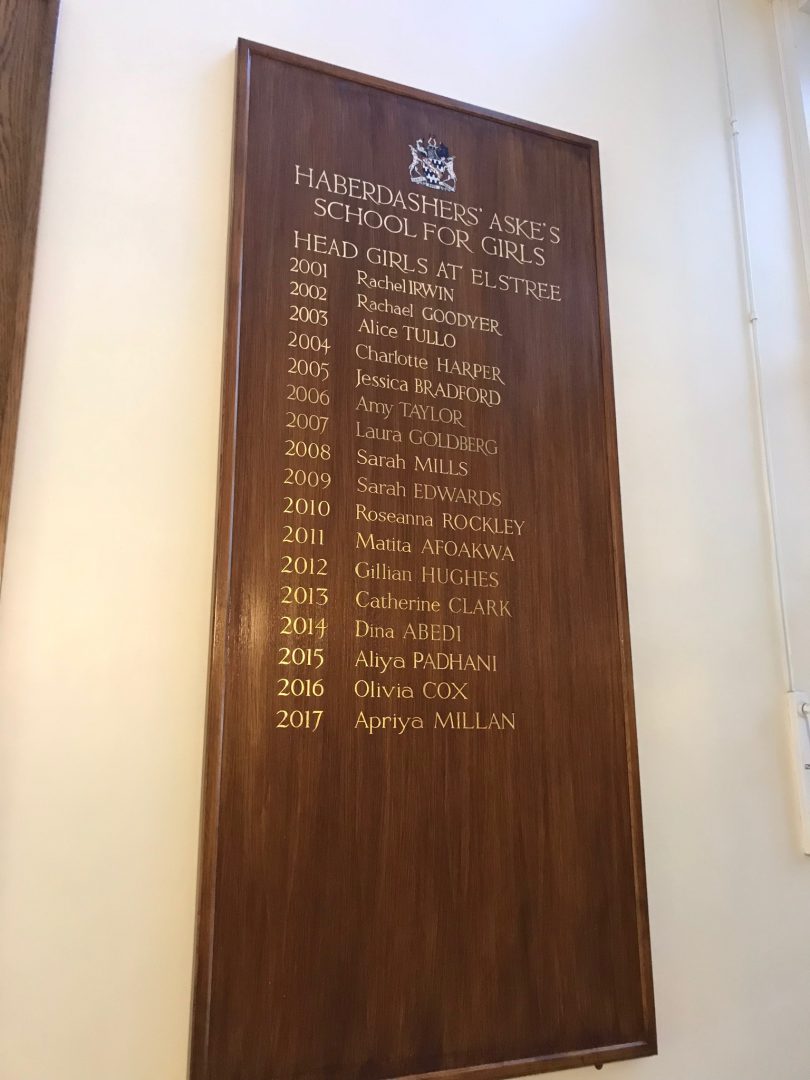 HABERDASHERS' ASKE'S
SCHOOL FOR GIRLS
HEAD GIRLS AT ELSTREE
2001 Rachel IRWIN
2002 Rachael GOODYER
2003 Alice TULLO
2004 Charlotte HARPER
2005 Jessica BRADFORD
2006 Amy TAYLOR
2007 Laura GOLDBERG
2008 Sarah MILLS
2009 Sarah EDWARDS
2010 Roseanna ROCKLEY
2011 Matita AFOAKWA
2012 Gillian HUGHES
2013 Catherine CLARK
2014 Dina ABEDI
2015 Aliya PADHANI
2016 Olivia COX
2017 Apriya MILLAN